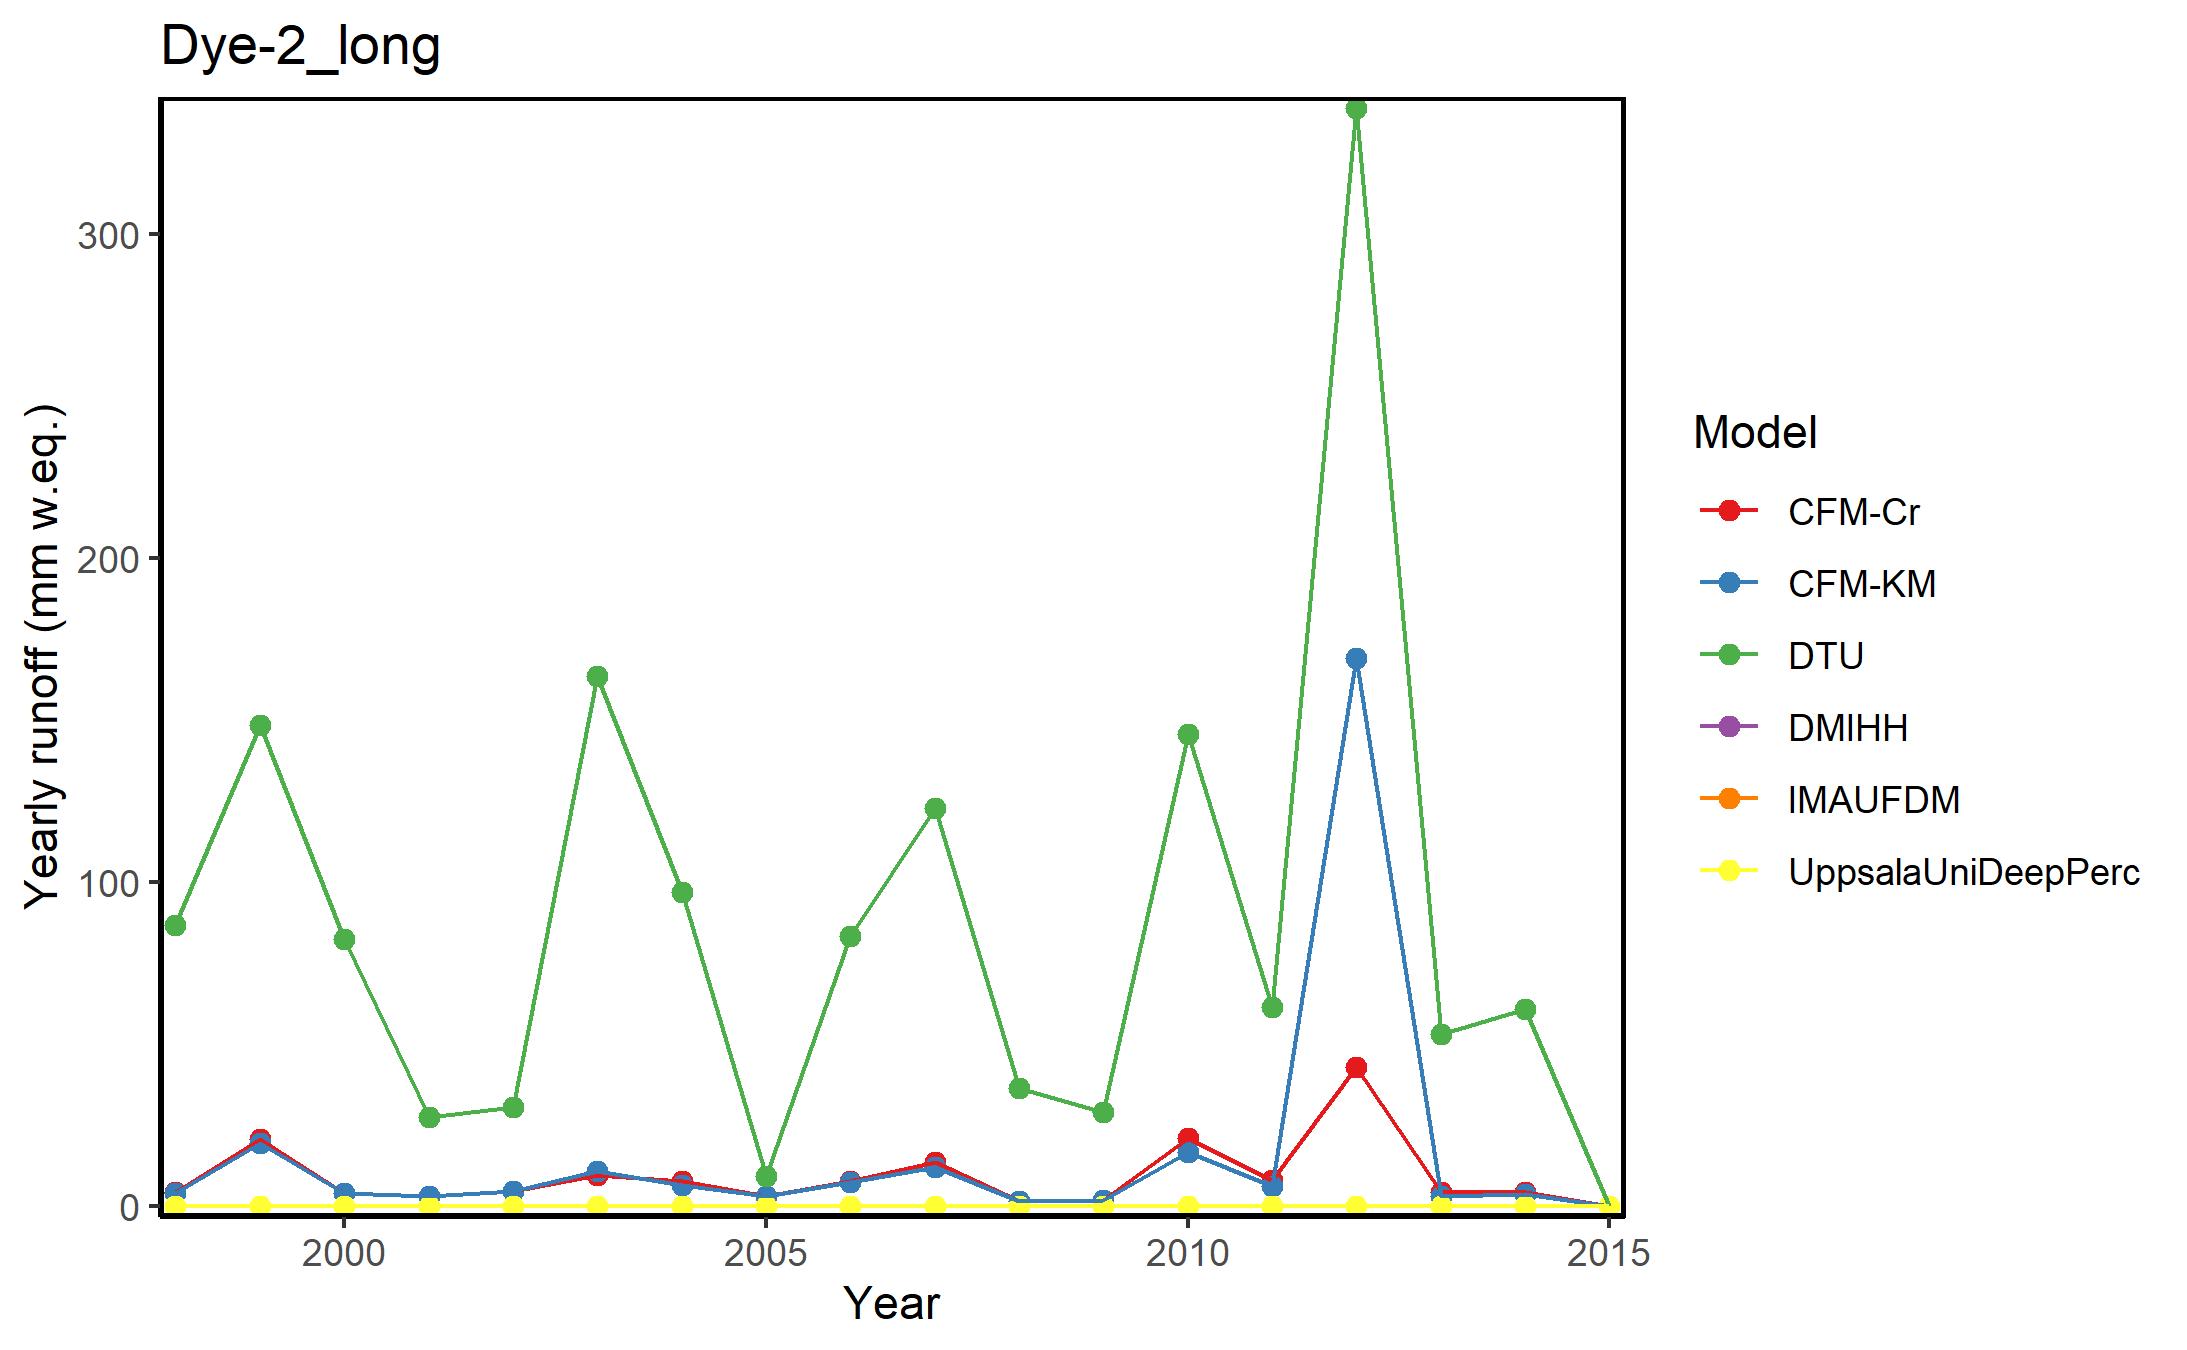 Dye-2_long
Yearly runoff (mm w.eq.)
300
200
100
0
2000
2005
2010
2015
Year
Model
CFM-Cr
CFM-KM
DTU
DMIHH
IMAUFDM
UppsalaUniDeepPerc